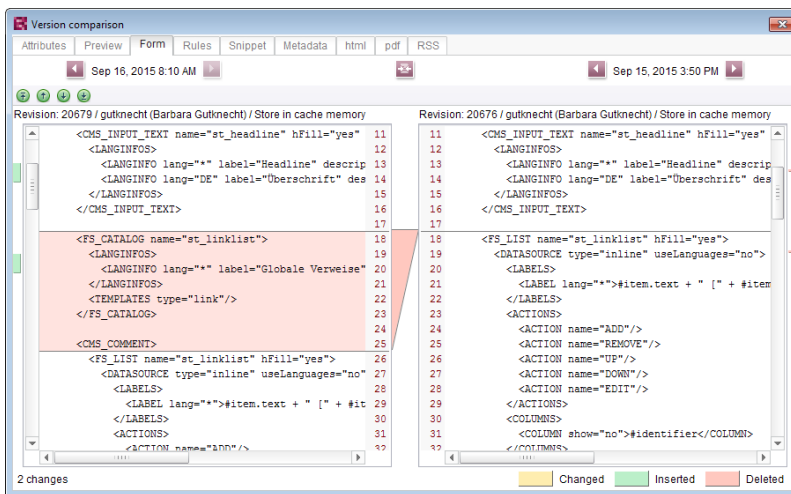 Version comparison
Attributes Preview Form Rules Snippet Metadata html pdf RSS
Sep 16, 2015 8:10 AM
Sep 15, 2015 3:50 PM
Revision: 20679 / gutknecht (Barbara Gutknecht) / Store in cache memory
<CMS_INPUT_TEXT name="st_headline" hFill="yes" 11
<LANGINFOS> 12
<LANGINFO lang="*" label="Headline" descrip 13
<LANGINFO lang="DE" label="Überschrift" des 14
</LANGINFOS> 15
</CMS_INPUT_TEXT> 16
17
<FS_CATALOG name="st_linklist"> 18
<LANGINFOS> 19
<LANGINFO lang="*" label="Globale Verweise" 20
</LANGINFOS> 21
<TEMPLATES type="link"/> 22
</FS_CATALOG> 23
24
<CMS_COMMENT> 25
<FS_LIST name="st_linklist" hFill="yes"> 26
<DATASOURCE type="inline" useLanguages="no" 27
<LABELS> 28
<LABEL lang="*">#item.text + " [" + #it 29
</LABELS> 30
<ACTIONS> 31
<ACTION name="ADD"/> 32
Revision: 20676 / gutknecht (Barbara Gutknecht) / Store in cache memory
11 <CMS_INPUT_TEXT name="st_headline" hFill="yes"
12 <LANGINFOS>
13 <LANGINFO lang="*" label="Headline" descrip
14 <LANGINFO lang="DE" label="Überschrift" des
15 </LANGINFOS>
16 </CMS_INPUT_TEXT>
17
18 <FS_LIST name="st_linklist" hFill="yes">
19 <DATASOURCE type="inline" useLanguages="no">
20 <LABELS>
21 <LABEL lang="*">#item.text + " [" + #item
22 </LABELS>
23 <ACTIONS>
24 <ACTION name="ADD"/>
25 <ACTION name="REMOVE"/>
26 <ACTION name="UP"/>
27 <ACTION name="DOWN"/>
28 <ACTION name="EDIT"/>
29 </ACTIONS>
30 <COLUMNS>
31 <COLUMN show="no">#identifier</COLUMN>
32 </COLUMNS>
2 changes
Changed Inserted Deleted